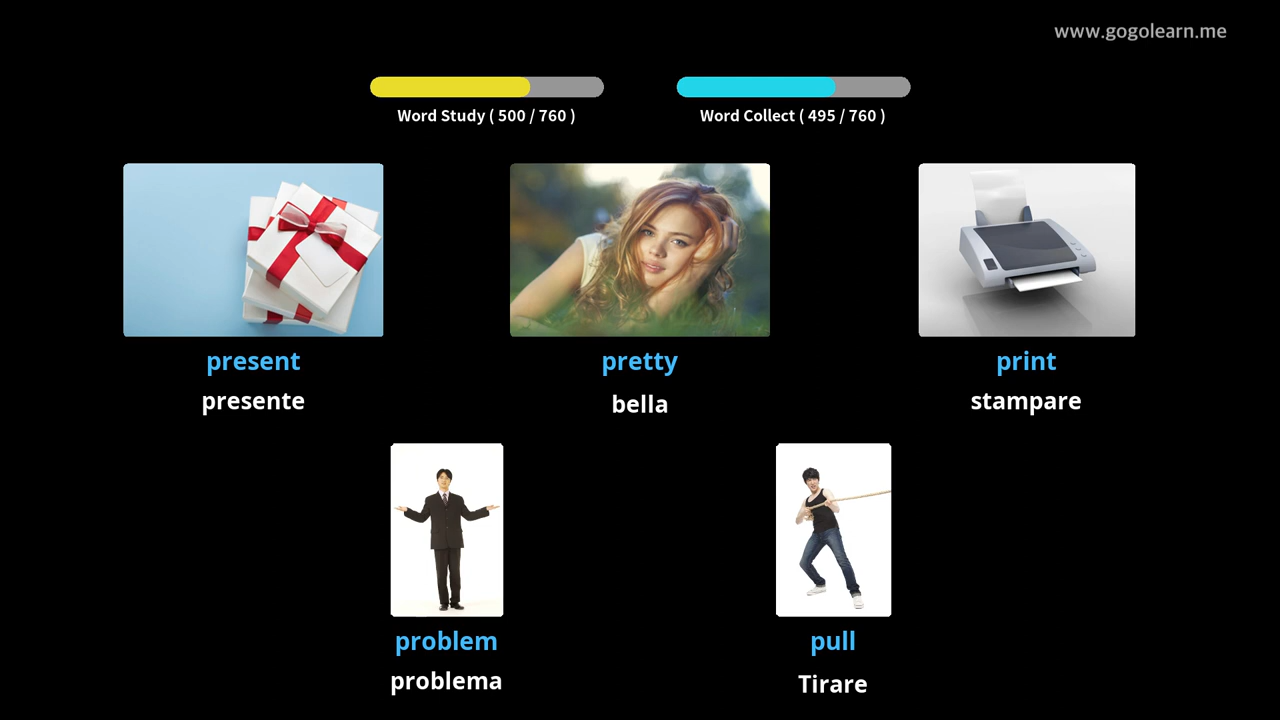 www.gogolearn.me
Word Study ( 500 / 760 )
Word Collect ( 495 / 760 )
present
presente
pretty
bella
print
stampare
problem
problema
pull
Tirare